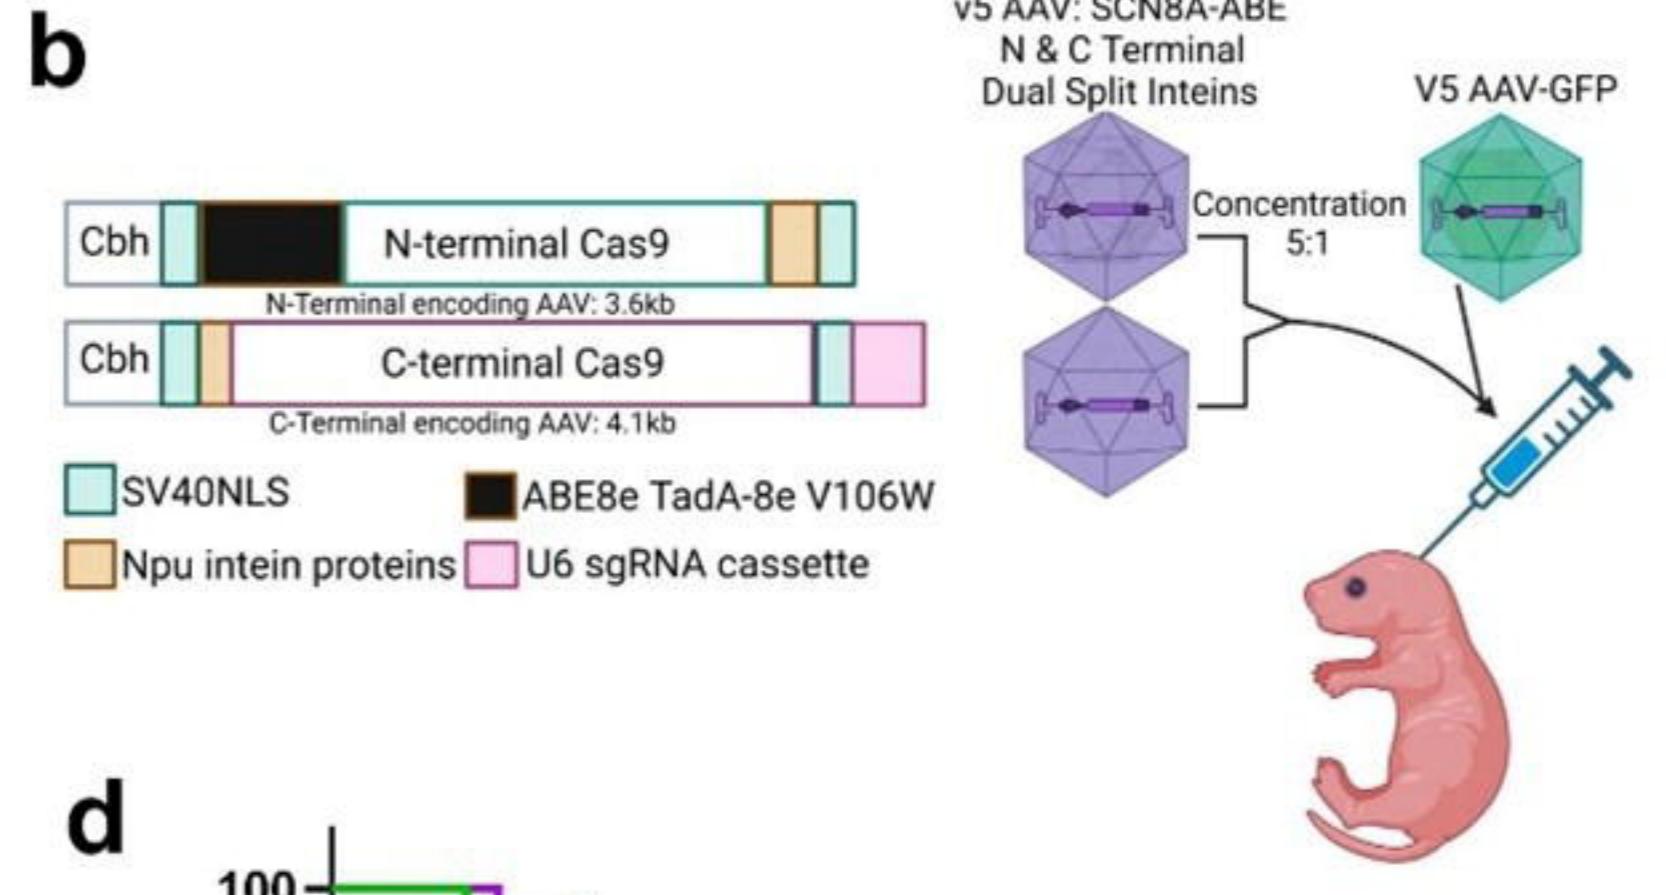 b
v5 AAV: SCN8A-ABE
N & C Terminal
Dual Split Inteins
V5 AAV-GFP
Concentration
5:1
Cbh
N-terminal Cas9
N-Terminal encoding AAV: 3.6kb
Cbh
C-terminal Cas9
C-Terminal encoding AAV: 4.1kb
SV40NLS
ABE8e TadA-8e V106W
Npu intein proteins
U6 sgRNA cassette
d
100